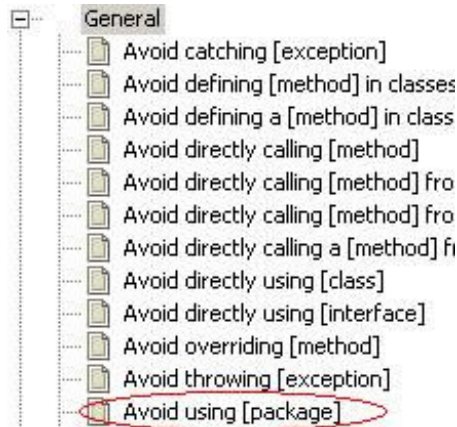 General
Avoid catching [exception]
Avoid defining [method] in classes
Avoid defining a [method] in class
Avoid directly calling [method]
Avoid directly calling [method] fro
Avoid directly calling [method] fro
Avoid directly calling a [method] f
Avoid directly using [class]
Avoid directly using [interface]
Avoid overriding [method]
Avoid throwing [exception]
Avoid using [package]